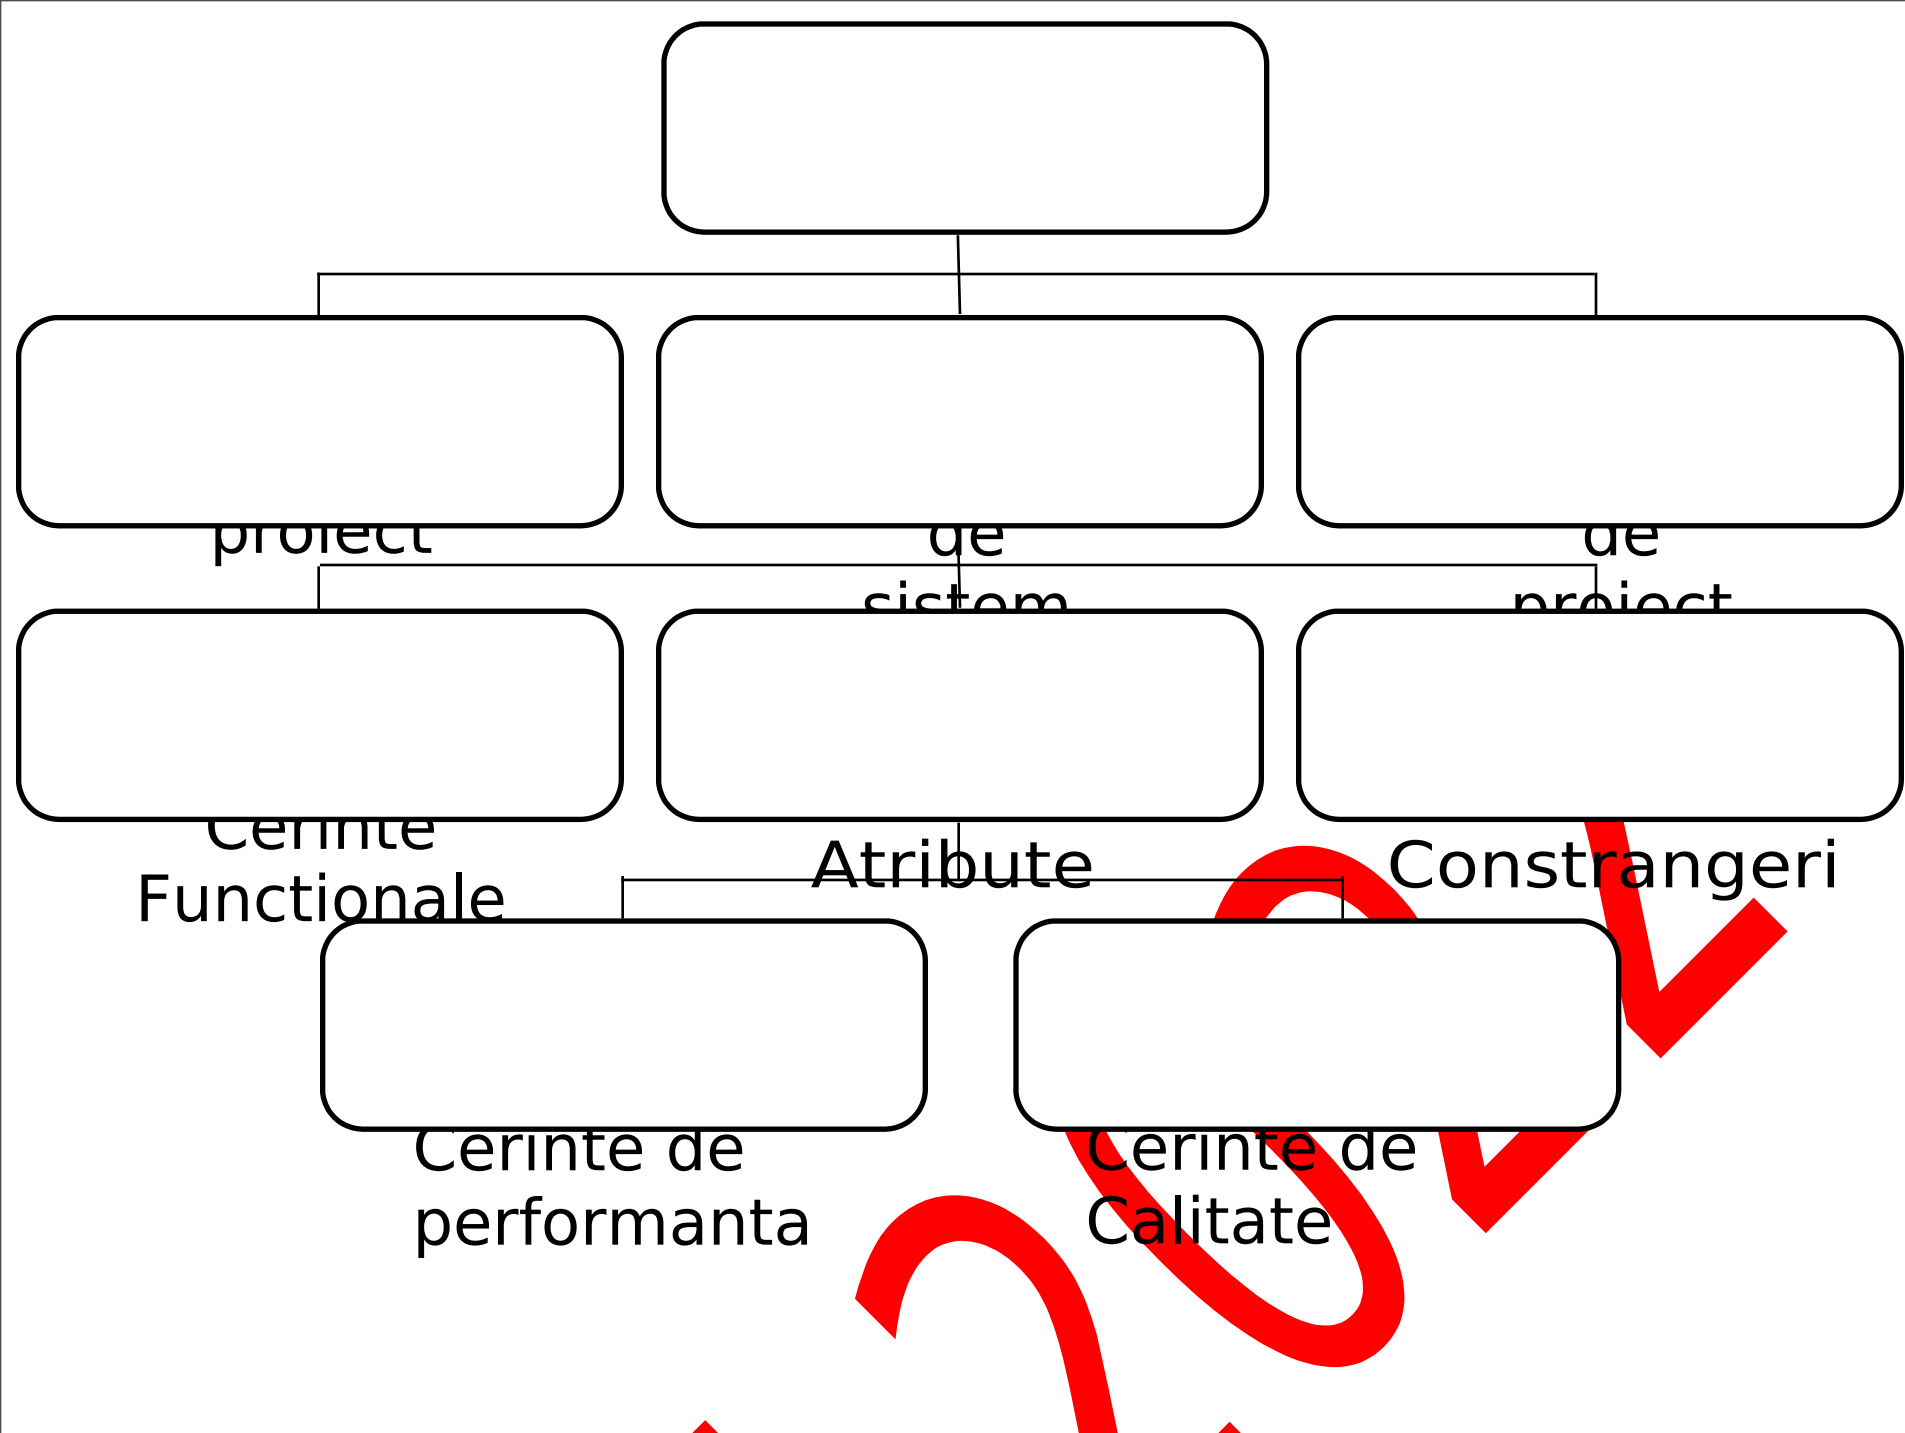 proiect
de
de
sistem
proiect
Cerinte
Functionale
Atribute
Constrangeri
Cerinte de
performanta
Cerinte de
Calitate